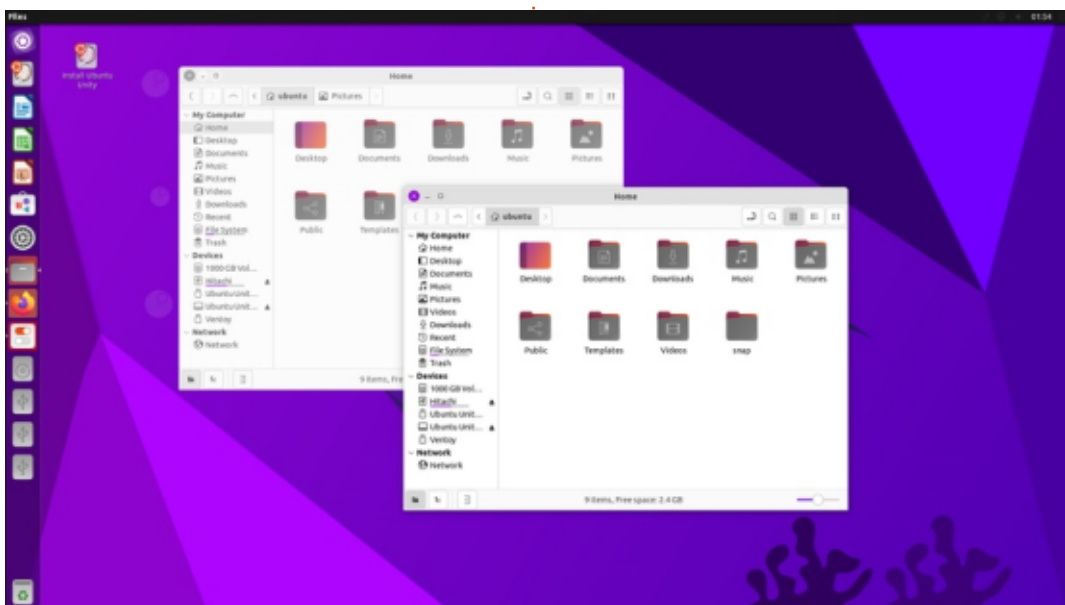 Files
01:54
Install Ubuntu
Unity
Home
ubuntu
Pictures
My Computer
Home
Desktop
Documents
Music
Pictures
Videos
Downloads
Recent
File System
Trash
Devices
1000 GB Vol...
Hitachi
Ubuntu Unit...
Ubuntu Unit...
Ventoy
Network
Network
Desktop
Documents
Downloads
Music
Pictures
Public
Templates
9 items, Fre
Home
ubuntu
My Computer
Home
Desktop
Documents
Music
Pictures
Videos
Downloads
Recent
File System
Trash
Devices
1000 GB Vol...
Hitachi
Ubuntu Unit...
Ubuntu Unit...
Ventoy
Network
Network
Desktop
Documents
Downloads
Music
Pictures
Public
Templates
Videos
snap
9 items, Free space: 2.4 GB